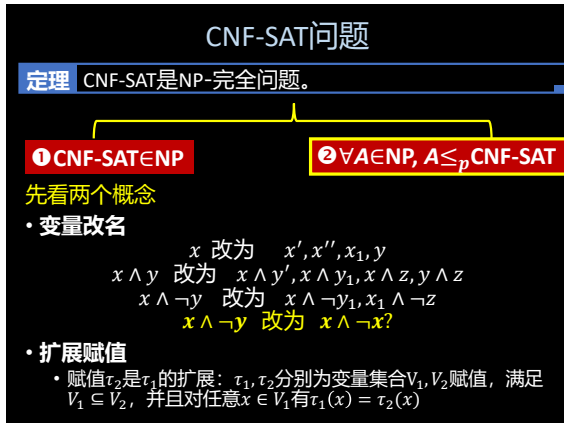 CNF-SAT问题
定理 CNF-SAT是NP-完全问题。
❶CNF-SAT∈NP
❷∀A∈NP, A≤ₚCNF-SAT
先看两个概念
• 变量改名
x 改为 x′, x″, x₁, y
x ∧ y 改为 x ∧ y′, x ∧ y₁, x ∧ z, y ∧ z
x ∧ ¬y 改为 x ∧ ¬y₁, x₁ ∧ ¬z
x ∧ ¬y 改为 x ∧ ¬x?
• 扩展赋值
• 赋值τ₂是τ₁的扩展：τ₁, τ₂分别为变量集合V₁, V₂赋值，满足
V₁ ⊆ V₂，并且对任意x ∈ V₁有τ₁(x) = τ₂(x)